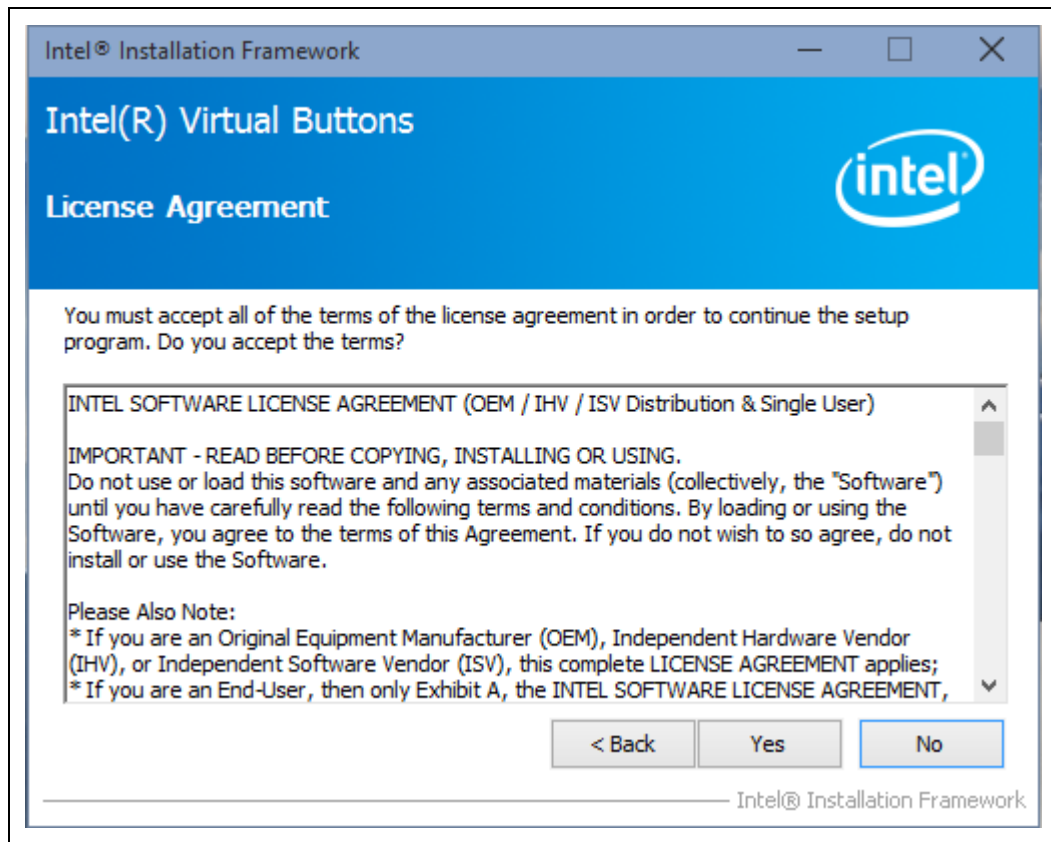 Intel® Installation Framework
Intel(R) Virtual Buttons
intel
License Agreement
You must accept all of the terms of the license agreement in order to continue the setup
program. Do you accept the terms?
INTEL SOFTWARE LICENSE AGREEMENT (OEM / IHV / ISV Distribution & Single User)
IMPORTANT - READ BEFORE COPYING, INSTALLING OR USING.
Do not use or load this software and any associated materials (collectively, the "Software")
until you have carefully read the following terms and conditions. By loading or using the
Software, you agree to the terms of this Agreement. If you do not wish to so agree, do not
install or use the Software.
Please Also Note:
* If you are an Original Equipment Manufacturer (OEM), Independent Hardware Vendor
(IHV), or Independent Software Vendor (ISV), this complete LICENSE AGREEMENT applies;
* If you are an End-User, then only Exhibit A, the INTEL SOFTWARE LICENSE AGREEMENT,
< Back Yes No
Intel® Installation Framework